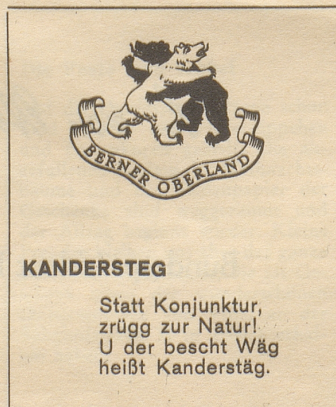 BERNER OBERLAND
KANDERSTEG
Statt Konjunktur,
zrügg zur Natur!
U der bescht Wäg
heißt Kanderstäg.